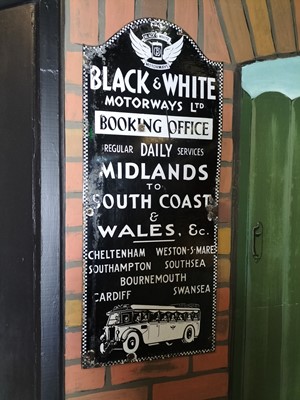 BLACK & WHITE
MOTORWAYS LTD
BOOKING OFFICE
REGULAR DAILY SERVICES
MIDLANDS
TO
SOUTH COAST
&
WALES, &c.
CHELTENHAM WESTON-S-MARE
SOUTHAMPTON SOUTHSEA
BOURNEMOUTH
CARDIFF SWANSEA